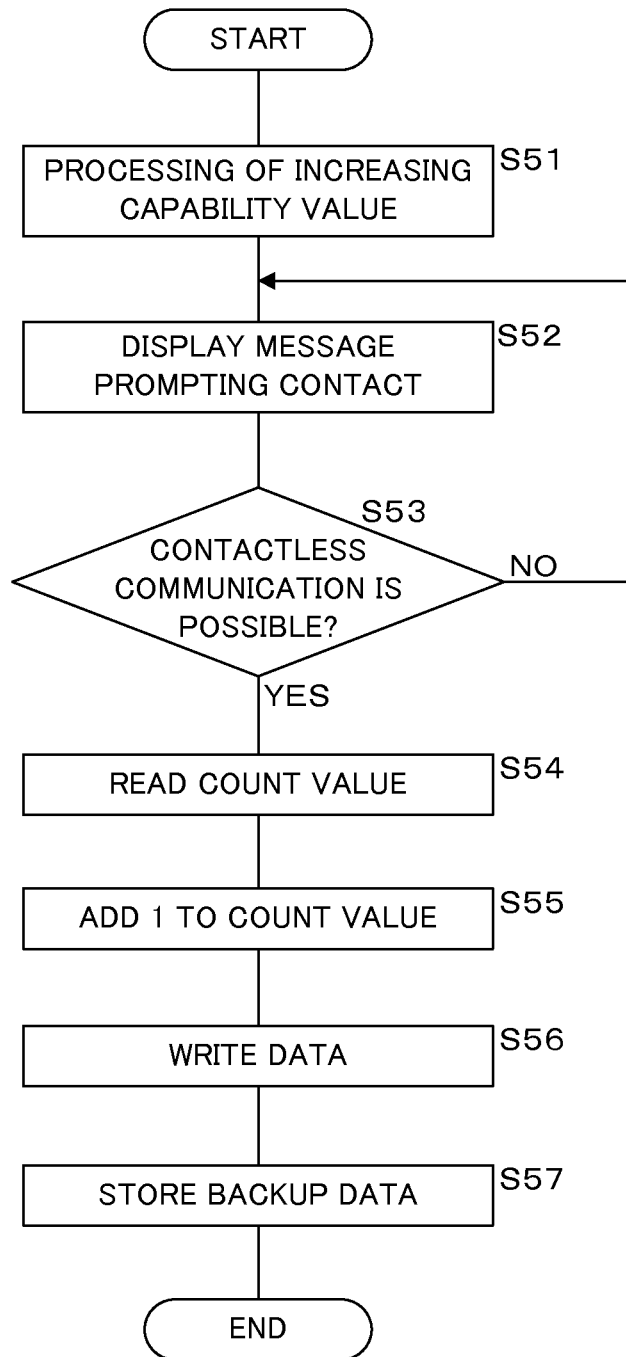 START
PROCESSING OF INCREASING
CAPABILITY VALUE
S51
DISPLAY MESSAGE
PROMPTING CONTACT
S52
S53
CONTACTLESS
COMMUNICATION IS
POSSIBLE?
NO
YES
READ COUNT VALUE
S54
ADD 1 TO COUNT VALUE
S55
WRITE DATA
S56
STORE BACKUP DATA
S57
END